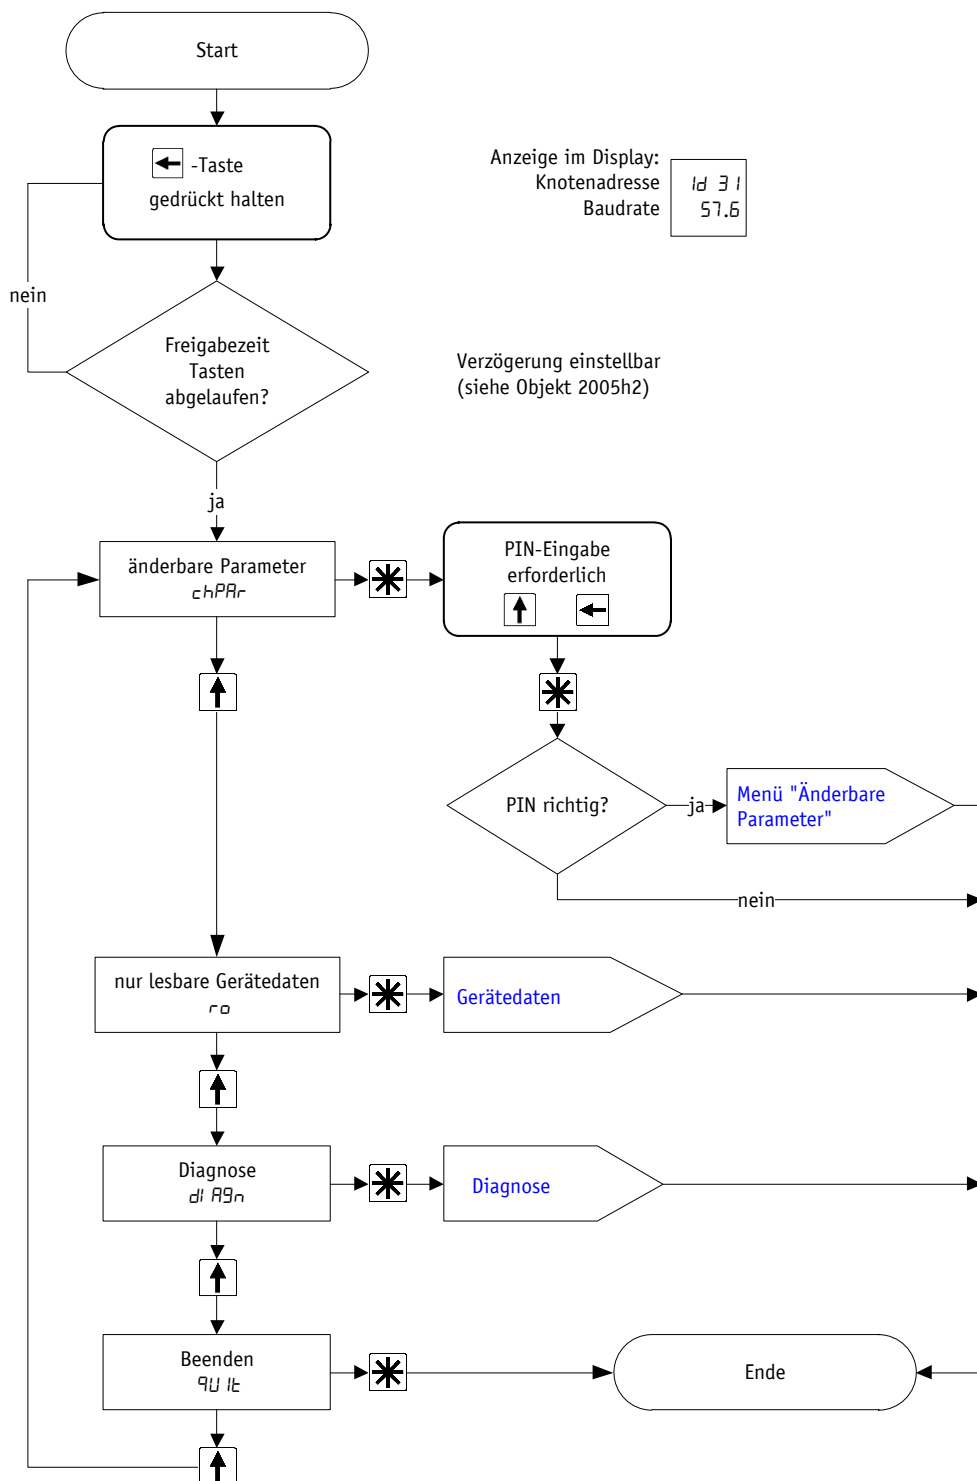 Start
-Taste
gedrückt halten
Anzeige im Display:
Knotenadresse
Baudrate
Id 31
57.6
nein
Freigabezeit
Tasten
abgelaufen?
Verzögerung einstellbar
(siehe Objekt 2005h2)
ja
änderbare Parameter
chPAr
PIN-Eingabe
erforderlich
PIN richtig?
ja
Menü "Änderbare
Parameter"
nein
nur lesbare Gerätedaten
ro
Gerätedaten
Diagnose
dIAgn
Diagnose
Beenden
qUIt
Ende